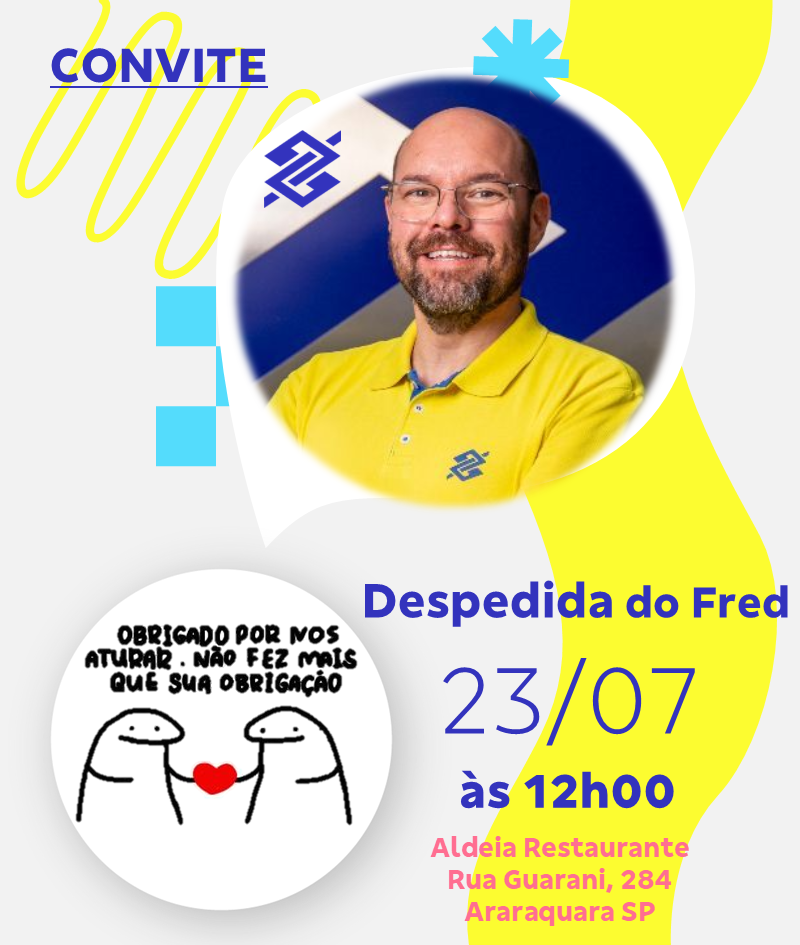 CONVITE
OBRIGADO POR NOS
ATURAR. NÃO FEZ MAIS
QUE SUA OBRIGAÇÃO
Despedida do Fred
23/07
às 12h00
Aldeia Restaurante
Rua Guarani, 284
Araraquara SP